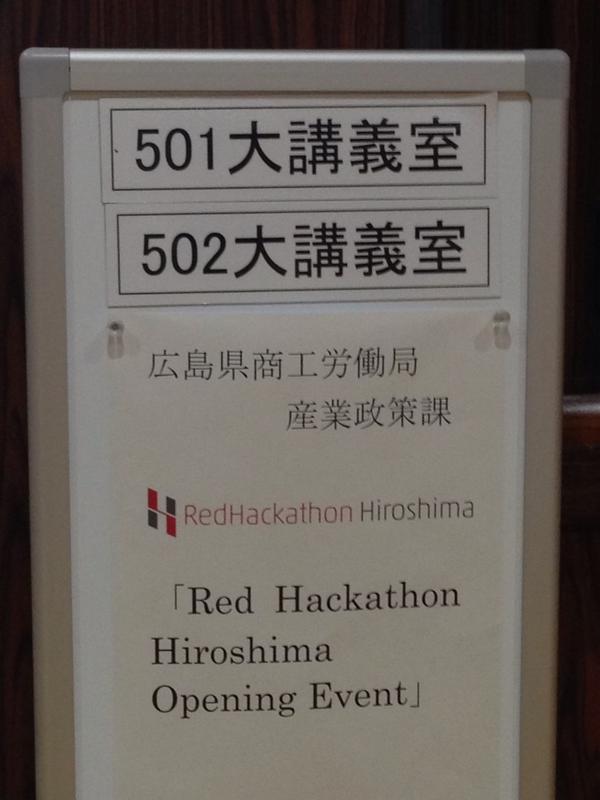 501大講義室
502大講義室
広島県商工労働局
産業政策課
RedHackathon Hiroshima
「Red Hackathon
Hiroshima
Opening Event」